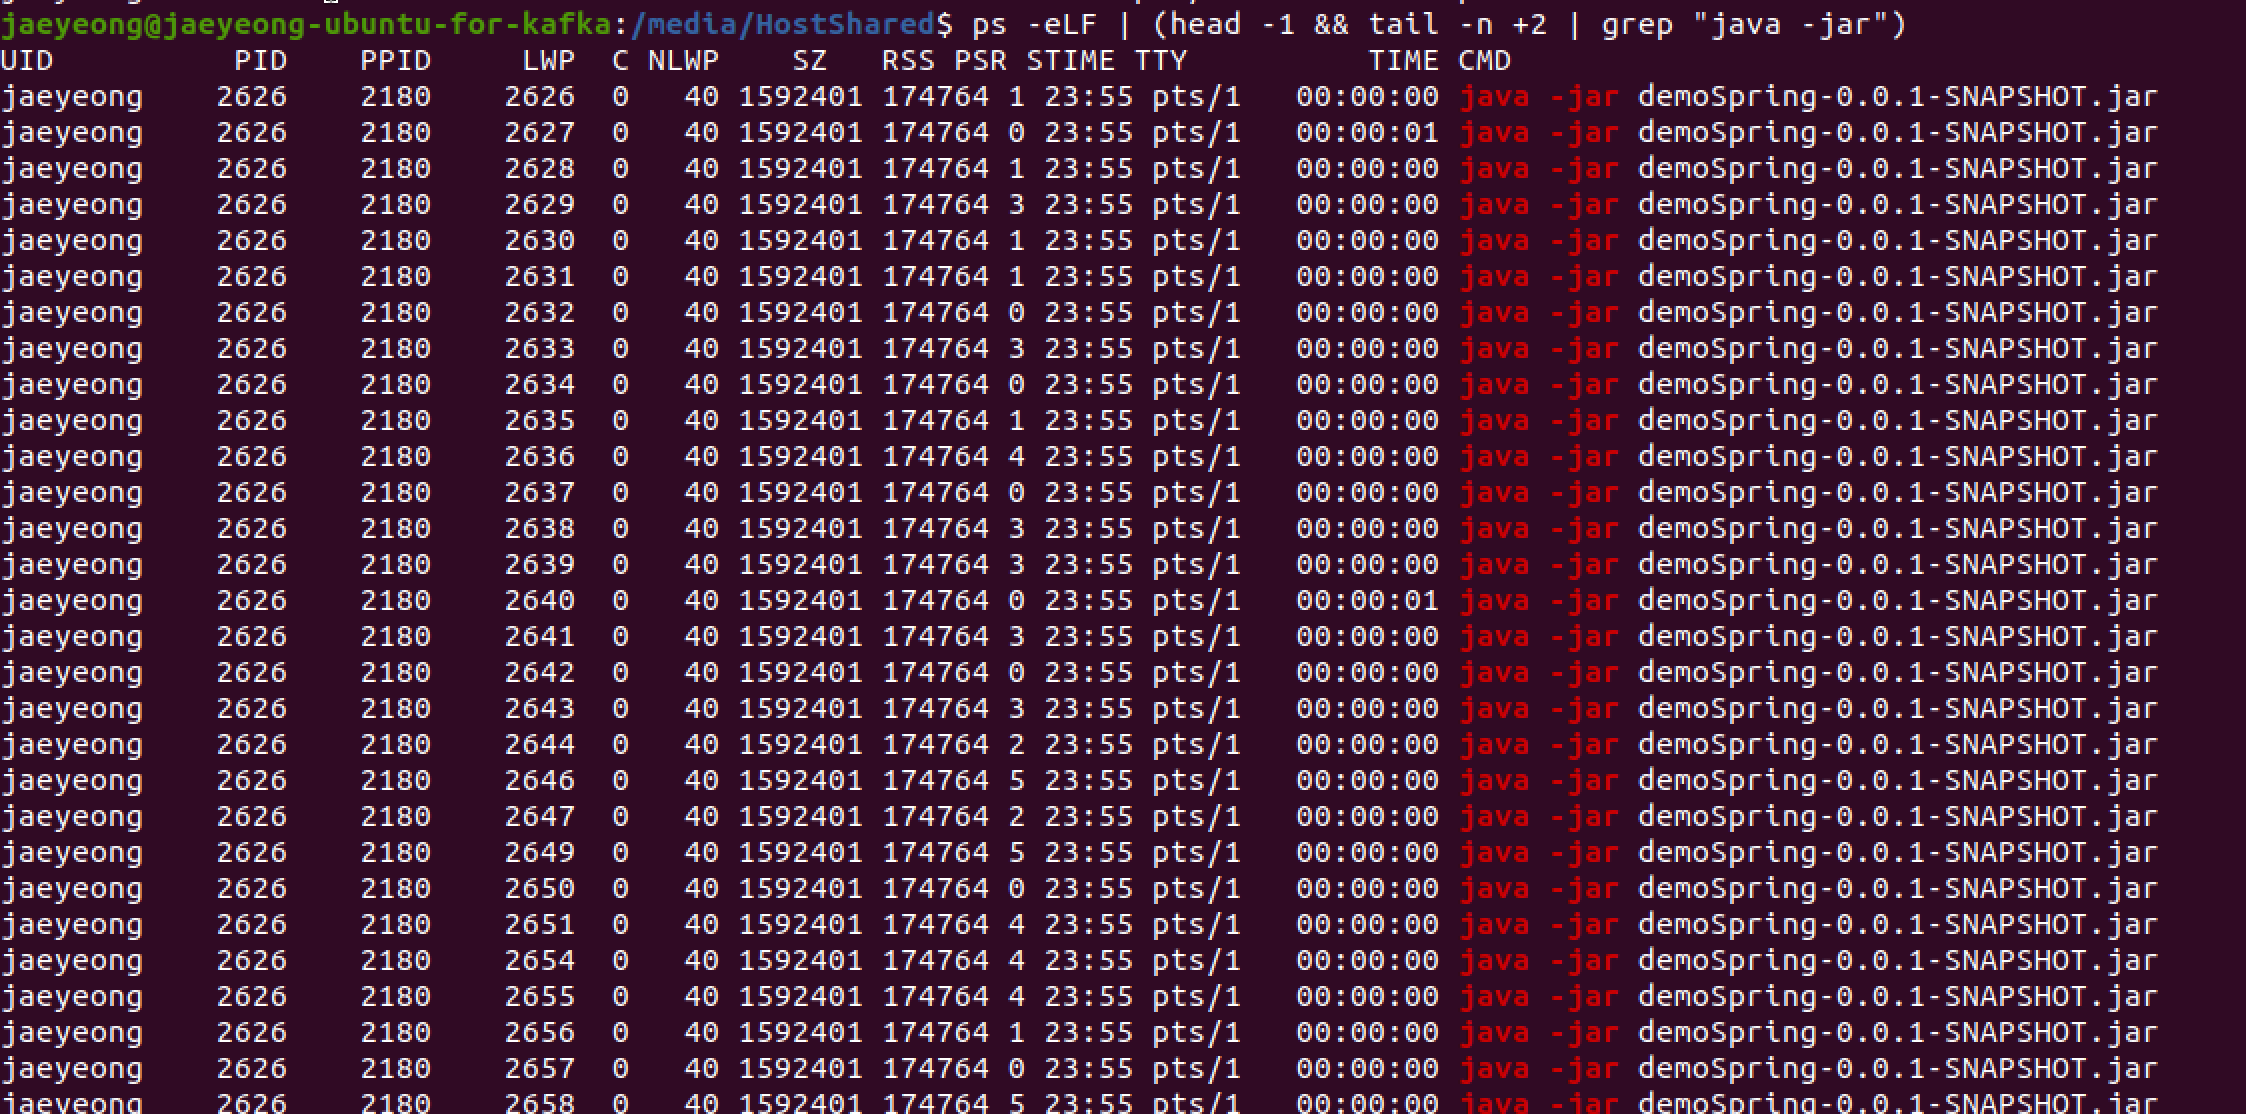 jaeyeong@jaeyeong-ubuntu-for-kafka:/media/HostShared$ ps -eLF | (head -1 && tail -n +2 | grep "java -jar")
UID PID PPID LWP C NLWP SZ RSS PSR STIME TTY TIME CMD
jaeyeong 2626 2180 2626 0 40 1592401 174764 1 23:55 pts/1 00:00:00 java -jar demoSpring-0.0.1-SNAPSHOT.jar
jaeyeong 2626 2180 2627 0 40 1592401 174764 0 23:55 pts/1 00:00:01 java -jar demoSpring-0.0.1-SNAPSHOT.jar
jaeyeong 2626 2180 2628 0 40 1592401 174764 1 23:55 pts/1 00:00:00 java -jar demoSpring-0.0.1-SNAPSHOT.jar
jaeyeong 2626 2180 2629 0 40 1592401 174764 3 23:55 pts/1 00:00:00 java -jar demoSpring-0.0.1-SNAPSHOT.jar
jaeyeong 2626 2180 2630 0 40 1592401 174764 1 23:55 pts/1 00:00:00 java -jar demoSpring-0.0.1-SNAPSHOT.jar
jaeyeong 2626 2180 2631 0 40 1592401 174764 1 23:55 pts/1 00:00:00 java -jar demoSpring-0.0.1-SNAPSHOT.jar
jaeyeong 2626 2180 2632 0 40 1592401 174764 0 23:55 pts/1 00:00:00 java -jar demoSpring-0.0.1-SNAPSHOT.jar
jaeyeong 2626 2180 2633 0 40 1592401 174764 3 23:55 pts/1 00:00:00 java -jar demoSpring-0.0.1-SNAPSHOT.jar
jaeyeong 2626 2180 2634 0 40 1592401 174764 0 23:55 pts/1 00:00:00 java -jar demoSpring-0.0.1-SNAPSHOT.jar
jaeyeong 2626 2180 2635 0 40 1592401 174764 1 23:55 pts/1 00:00:00 java -jar demoSpring-0.0.1-SNAPSHOT.jar
jaeyeong 2626 2180 2636 0 40 1592401 174764 4 23:55 pts/1 00:00:00 java -jar demoSpring-0.0.1-SNAPSHOT.jar
jaeyeong 2626 2180 2637 0 40 1592401 174764 0 23:55 pts/1 00:00:00 java -jar demoSpring-0.0.1-SNAPSHOT.jar
jaeyeong 2626 2180 2638 0 40 1592401 174764 3 23:55 pts/1 00:00:00 java -jar demoSpring-0.0.1-SNAPSHOT.jar
jaeyeong 2626 2180 2639 0 40 1592401 174764 3 23:55 pts/1 00:00:00 java -jar demoSpring-0.0.1-SNAPSHOT.jar
jaeyeong 2626 2180 2640 0 40 1592401 174764 0 23:55 pts/1 00:00:01 java -jar demoSpring-0.0.1-SNAPSHOT.jar
jaeyeong 2626 2180 2641 0 40 1592401 174764 3 23:55 pts/1 00:00:00 java -jar demoSpring-0.0.1-SNAPSHOT.jar
jaeyeong 2626 2180 2642 0 40 1592401 174764 0 23:55 pts/1 00:00:00 java -jar demoSpring-0.0.1-SNAPSHOT.jar
jaeyeong 2626 2180 2643 0 40 1592401 174764 3 23:55 pts/1 00:00:00 java -jar demoSpring-0.0.1-SNAPSHOT.jar
jaeyeong 2626 2180 2644 0 40 1592401 174764 2 23:55 pts/1 00:00:00 java -jar demoSpring-0.0.1-SNAPSHOT.jar
jaeyeong 2626 2180 2646 0 40 1592401 174764 5 23:55 pts/1 00:00:00 java -jar demoSpring-0.0.1-SNAPSHOT.jar
jaeyeong 2626 2180 2647 0 40 1592401 174764 2 23:55 pts/1 00:00:00 java -jar demoSpring-0.0.1-SNAPSHOT.jar
jaeyeong 2626 2180 2649 0 40 1592401 174764 5 23:55 pts/1 00:00:00 java -jar demoSpring-0.0.1-SNAPSHOT.jar
jaeyeong 2626 2180 2650 0 40 1592401 174764 0 23:55 pts/1 00:00:00 java -jar demoSpring-0.0.1-SNAPSHOT.jar
jaeyeong 2626 2180 2651 0 40 1592401 174764 4 23:55 pts/1 00:00:00 java -jar demoSpring-0.0.1-SNAPSHOT.jar
jaeyeong 2626 2180 2654 0 40 1592401 174764 4 23:55 pts/1 00:00:00 java -jar demoSpring-0.0.1-SNAPSHOT.jar
jaeyeong 2626 2180 2655 0 40 1592401 174764 4 23:55 pts/1 00:00:00 java -jar demoSpring-0.0.1-SNAPSHOT.jar
jaeyeong 2626 2180 2656 0 40 1592401 174764 1 23:55 pts/1 00:00:00 java -jar demoSpring-0.0.1-SNAPSHOT.jar
jaeyeong 2626 2180 2657 0 40 1592401 174764 0 23:55 pts/1 00:00:00 java -jar demoSpring-0.0.1-SNAPSHOT.jar
jaeyeong 2626 2180 2658 0 40 1592401 174764 5 23:55 pts/1 00:00:00 java -jar demoSpring-0.0.1-SNAPSHOT.jar